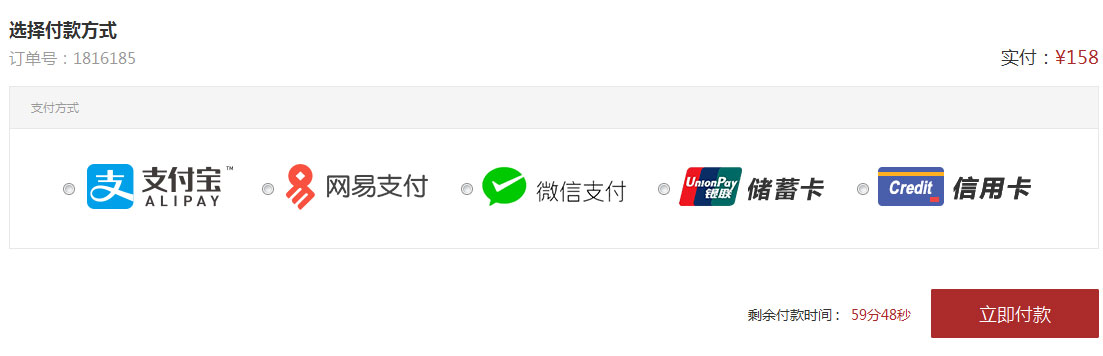 选择付款方式
订单号：1816185
实付：¥158
支付方式
支付宝™
ALIPAY
网易支付
微信支付
UnionPay
银联
储蓄卡
Credit
信用卡
剩余付款时间： 59分48秒
立即付款